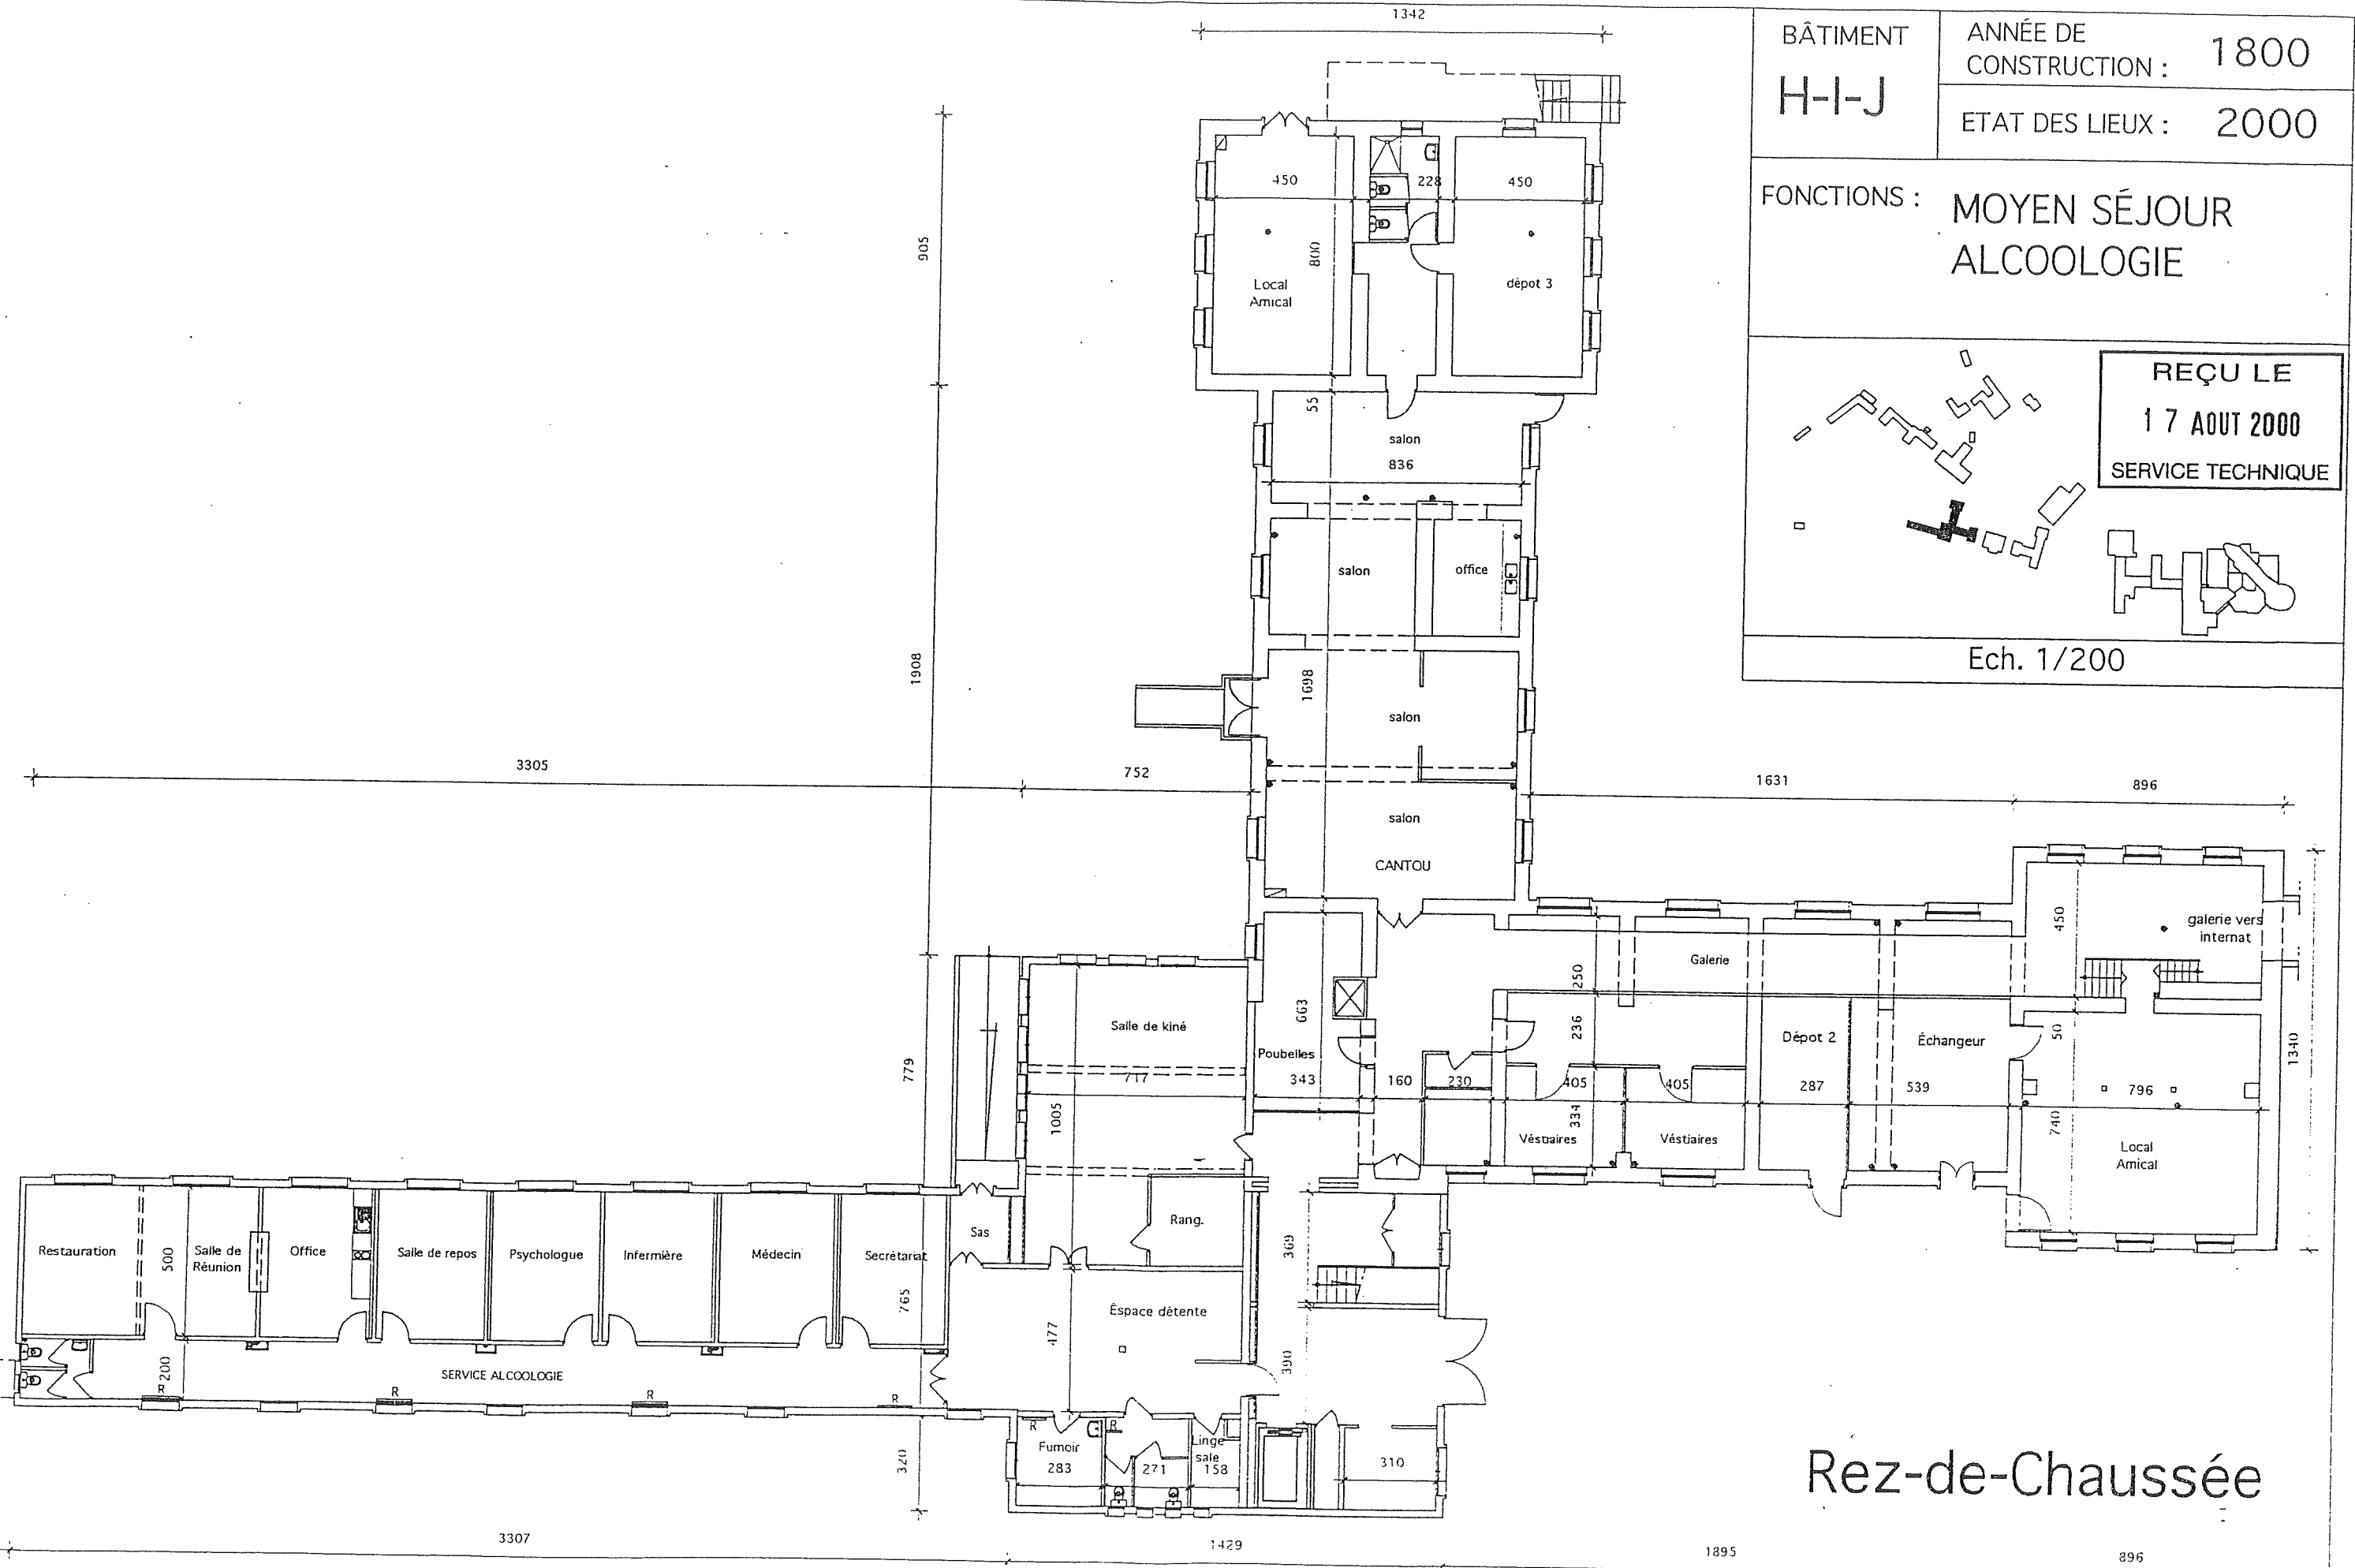 1342
BÂTIMENT
H-I-J
ANNÉE DE
CONSTRUCTION : 1800
ETAT DES LIEUX : 2000
FONCTIONS : MOYEN SÉJOUR
ALCOOLOGIE
REÇU LE
1 7 AOUT 2000
SERVICE TECHNIQUE
Ech. 1/200
905
450
228
450
800
Local
Amical
dépot 3
55
salon
836
salon
office
1908
1698
salon
3305
752
1631
896
salon
CANTOU
450
galerie vers
internat
Galerie
250
663
Salle de kiné
236
Dépot 2
Échangeur
50
1340
Poubelles
779
717
343
160
230
405
405
287
539
796
1005
334
740
Véstiaires
Véstiaires
Local
Amical
Rang.
Sas
369
Restauration
500
Salle de
Réunion
Office
Salle de repos
Psychologue
Infermière
Médecin
Secrétariat
765
Éspace détente
477
390
200
SERVICE ALCOOLOGIE
R
R
R
R
R
R
Fumoir
283
271
Linge
sale
158
310
320
Rez-de-Chaussée
3307
1429
1895
896